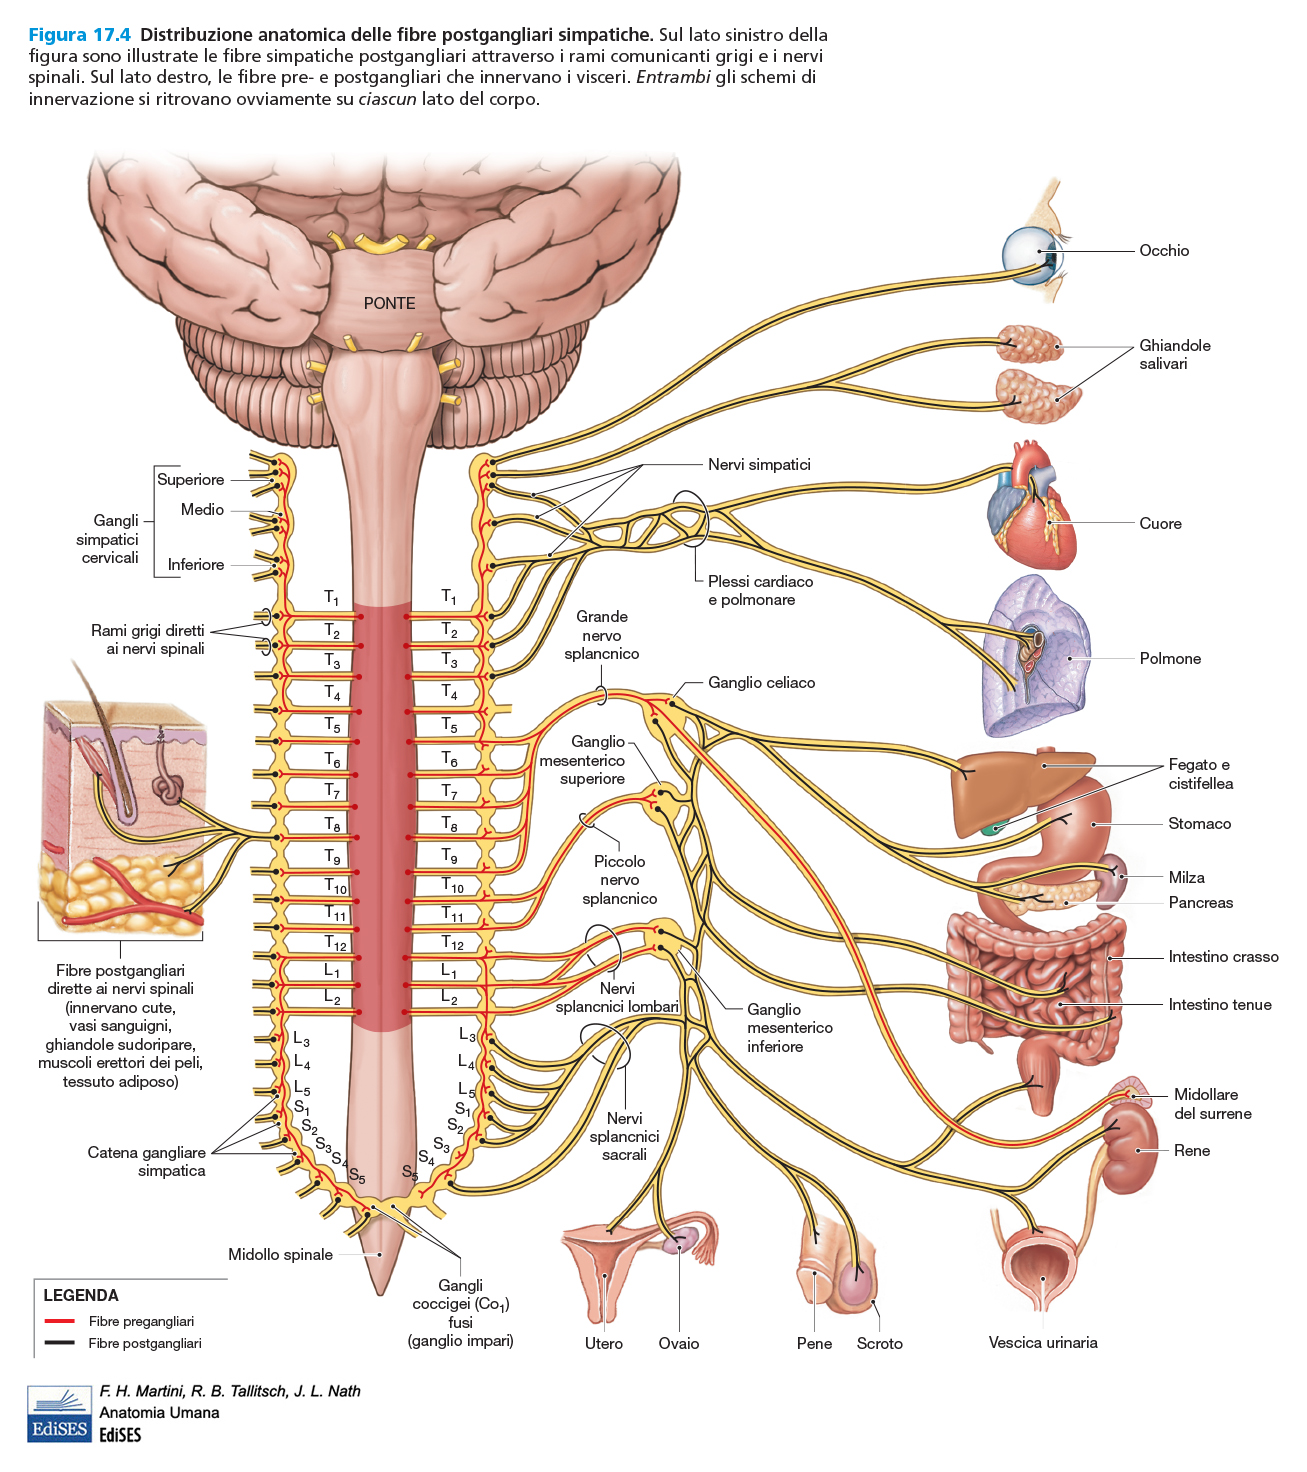 Figura 17.4 Distribuzione anatomica delle fibre postgangliari simpatiche. Sul lato sinistro della
figura sono illustrate le fibre simpatiche postgangliari attraverso i rami comunicanti grigi e i nervi
spinali. Sul lato destro, le fibre pre- e postgangliari che innervano i visceri. Entrambi gli schemi di
innervazione si ritrovano ovviamente su ciascun lato del corpo.
PONTE
Occhio
Ghiandole
salivari
Nervi simpatici
Cuore
Plessi cardiaco
e polmonare
Polmone
Superiore
Medio
Gangli
simpatici
cervicali
Inferiore
Rami grigi diretti
ai nervi spinali
T1
T2
T3
T4
T5
T6
T7
T8
T9
T10
T11
T12
L1
L2
L3
L4
L5
S1
S2
S3
S4
S5
T1
T2
T3
T4
T5
T6
T7
T8
T9
T10
T11
T12
L1
L2
L3
L4
L5
S1
S2
S3
S4
S5
Grande
nervo
splancnico
Ganglio celiaco
Ganglio
mesenterico
superiore
Piccolo
nervo
splancnico
Nervi
splancnici lombari
Ganglio
mesenterico
inferiore
Nervi
splancnici
sacrali
Fegato e
cistifellea
Stomaco
Milza
Pancreas
Intestino crasso
Intestino tenue
Midollare
del surrene
Rene
Fibre postgangliari
dirette ai nervi spinali
(innervano cute,
vasi sanguigni,
ghiandole sudoripare,
muscoli erettori dei peli,
tessuto adiposo)
Catena gangliare
simpatica
Midollo spinale
Gangli
coccigei (Co1)
fusi
(ganglio impari)
Utero
Ovaio
Pene
Scroto
Vescica urinaria
LEGENDA
Fibre pregangliari
Fibre postgangliari
F. H. Martini, R. B. Tallitsch, J. L. Nath
Anatomia Umana
EdiSES
EdiSES